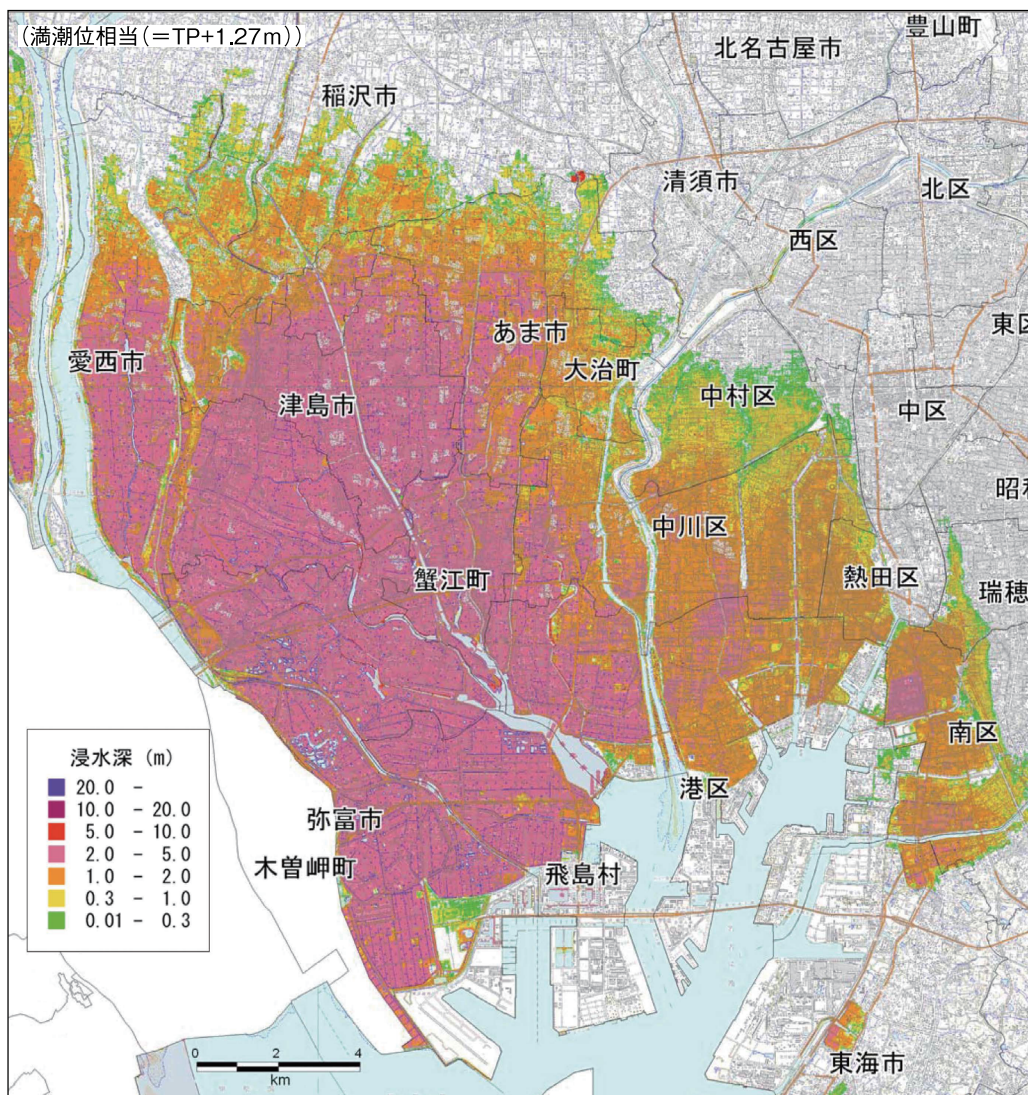 (満潮位相当(=TP+1.27m))
豊山町
北名古屋市
稲沢市
清須市
北区
西区
東区
あま市
愛西市
大治町
中村区
津島市
中区
昭和
中川区
蟹江町
熱田区
瑞穂
南区
港区
弥富市
木曽岬町
飛島村
東海市
浸水深 (m)
20.0 -
10.0 - 20.0
5.0 - 10.0
2.0 - 5.0
1.0 - 2.0
0.3 - 1.0
0.01 - 0.3
0 2 4
km